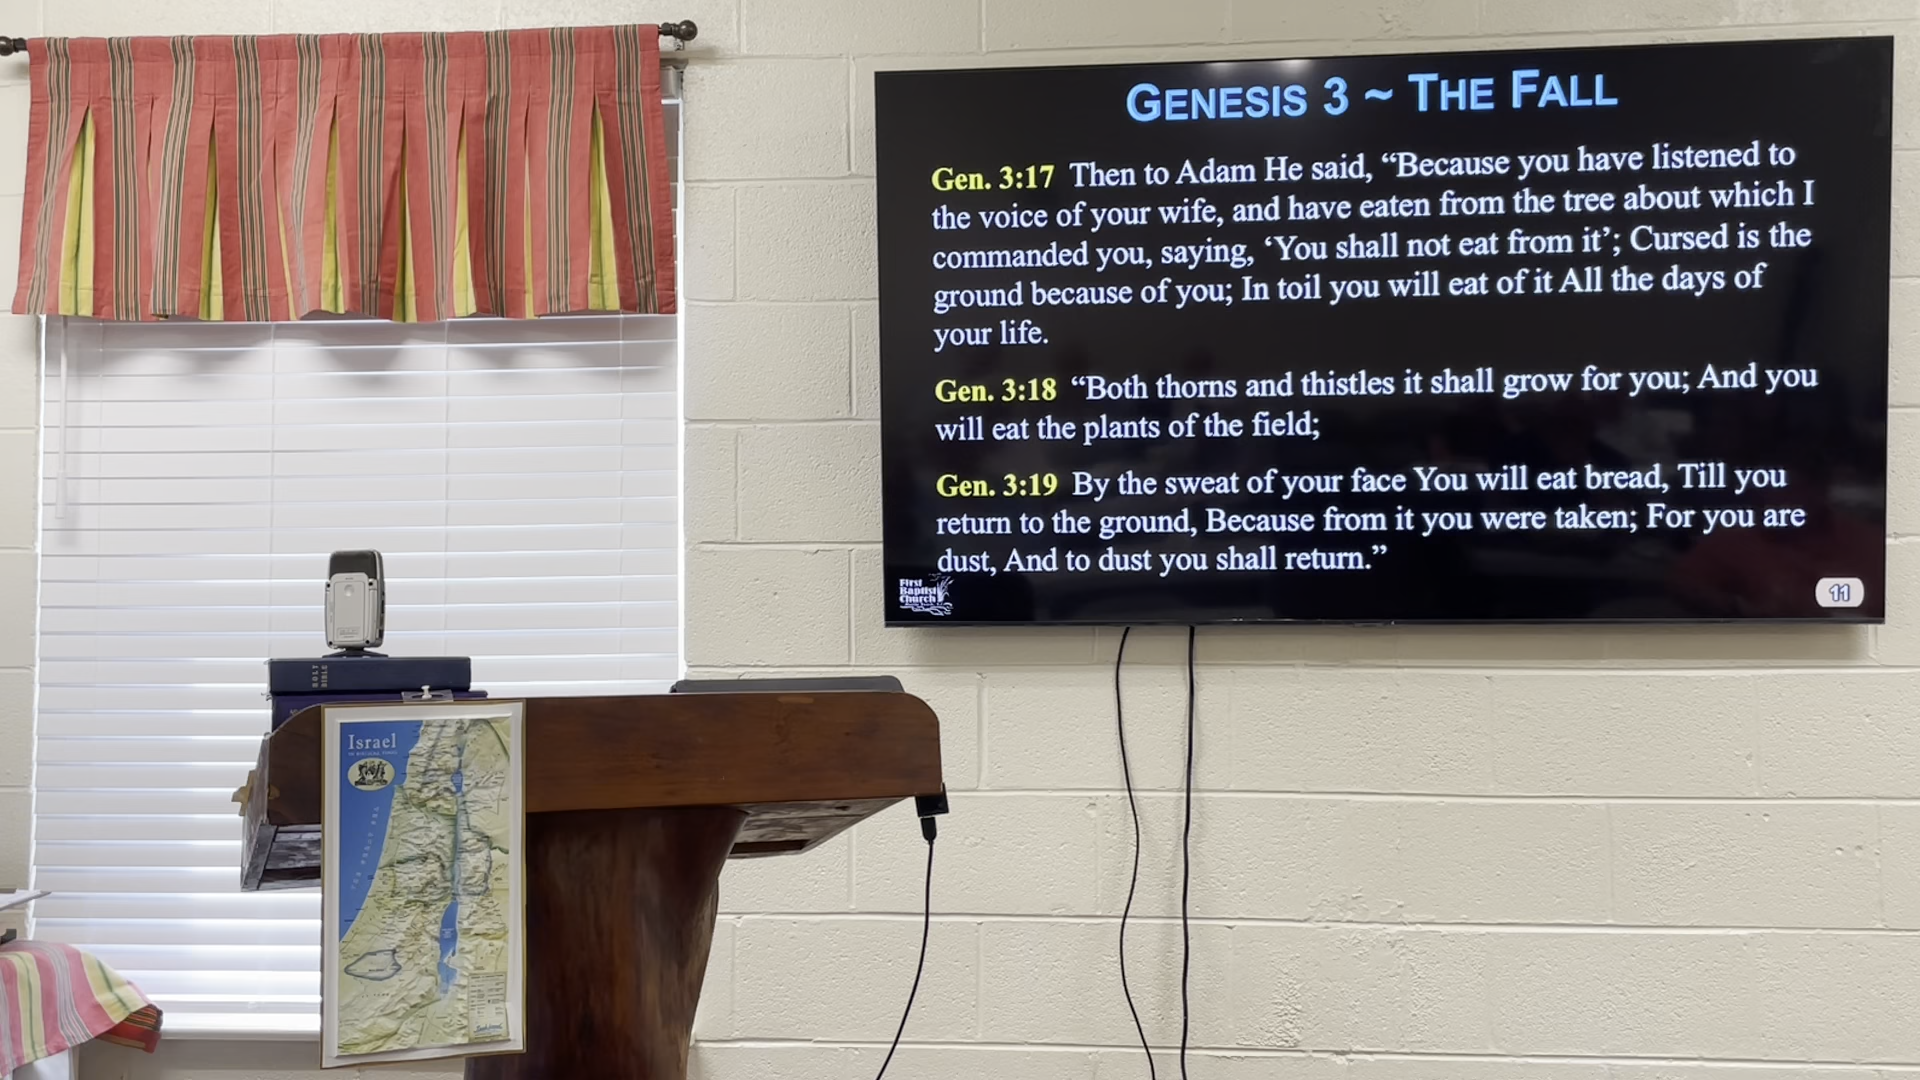 GENESIS 3 ~ THE FALL
Gen. 3:17 Then to Adam He said, “Because you have listened to
the voice of your wife, and have eaten from the tree about which I
commanded you, saying, ‘You shall not eat from it’; Cursed is the
ground because of you; In toil you will eat of it All the days of
your life.
Gen. 3:18 “Both thorns and thistles it shall grow for you; And you
will eat the plants of the field;
Gen. 3:19 By the sweat of your face You will eat bread, Till you
return to the ground, Because from it you were taken; For you are
dust, And to dust you shall return.”
First
Baptist
Church
11
HOLY
BIBLE
Israel